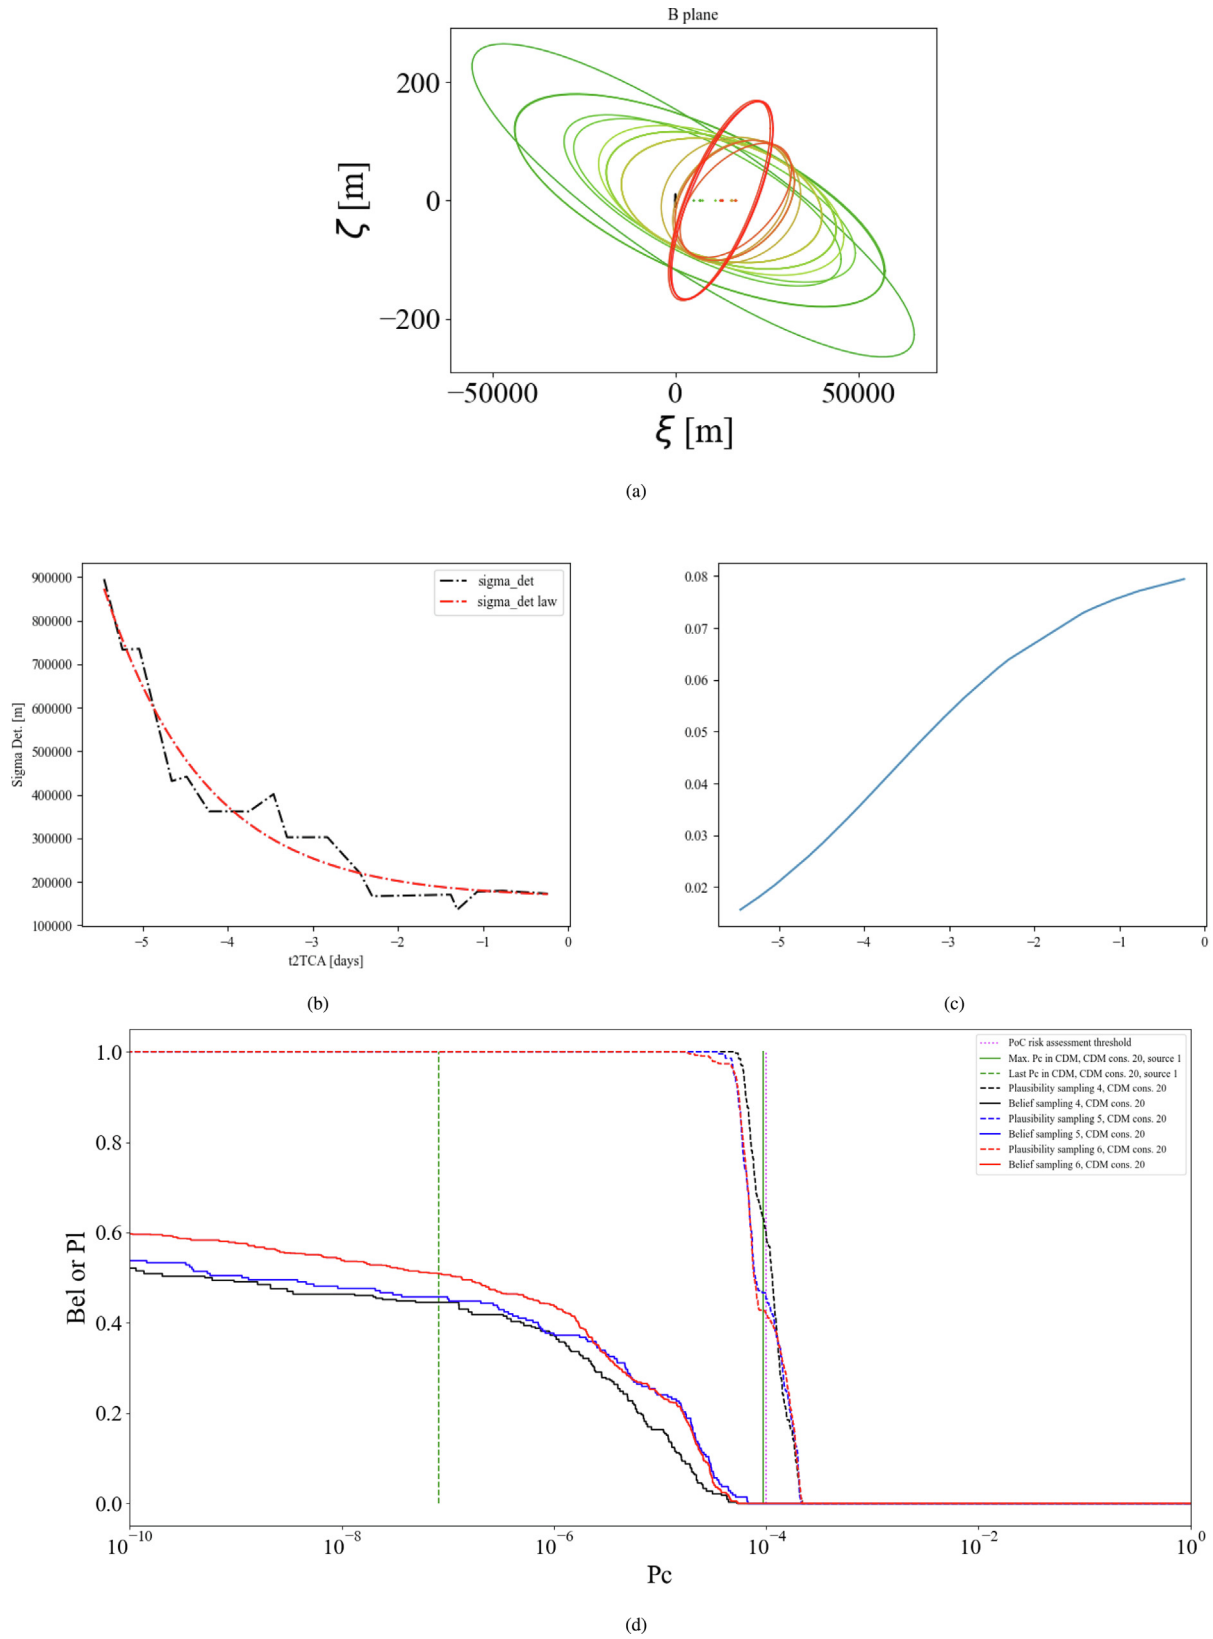 B plane
200
0
−200
ζ [m]
−50000
0
50000
ξ [m]
(a)
900000
800000
700000
600000
500000
400000
300000
200000
100000
Sigma Det. [m]
sigma_det
sigma_det law
−5
−4
−3
−2
−1
0
t2TCA [days]
(b)
0.08
0.07
0.06
0.05
0.04
0.03
0.02
−5
−4
−3
−2
−1
0
(c)
1.0
0.8
0.6
0.4
0.2
0.0
Bel or Pl
PoC risk assessment threshold
Max. Pc in CDM, CDM cons. 20, source 1
Last Pc in CDM, CDM cons. 20, source 1
Plausibility sampling 4, CDM cons. 20
Belief sampling 4, CDM cons. 20
Plausibility sampling 5, CDM cons. 20
Belief sampling 5, CDM cons. 20
Plausibility sampling 6, CDM cons. 20
Belief sampling 6, CDM cons. 20
10^−10
10^−8
10^−6
10^−4
10^−2
10^0
Pc
(d)